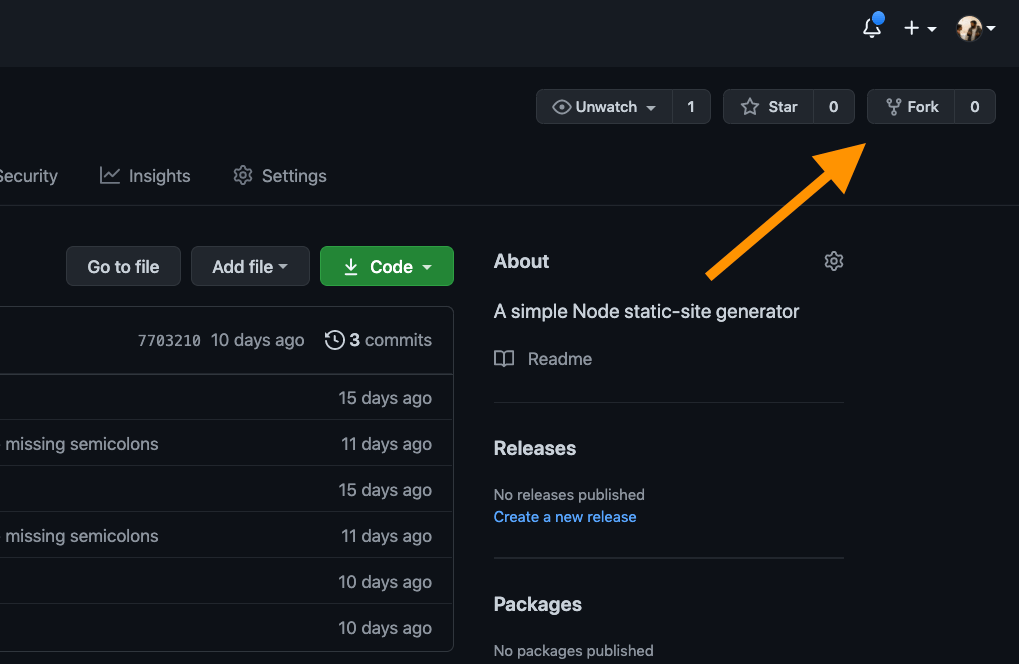 Unwatch 1 Star 0 Fork 0
Security Insights Settings
Go to file Add file Code
7703210 10 days ago 3 commits
15 days ago
missing semicolons 11 days ago
15 days ago
missing semicolons 11 days ago
10 days ago
10 days ago
About
A simple Node static-site generator
Readme
Releases
No releases published
Create a new release
Packages
No packages published